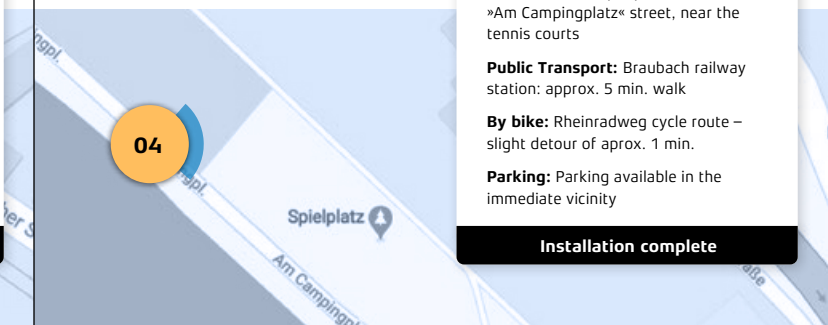 »Am Campingplatz« street, near the
tennis courts
Public Transport: Braubach railway
station: approx. 5 min. walk
By bike: Rheinradweg cycle route –
slight detour of aprox. 1 min.
Parking: Parking available in the
immediate vicinity
Installation complete
04
Spielplatz
Am Campingpl.